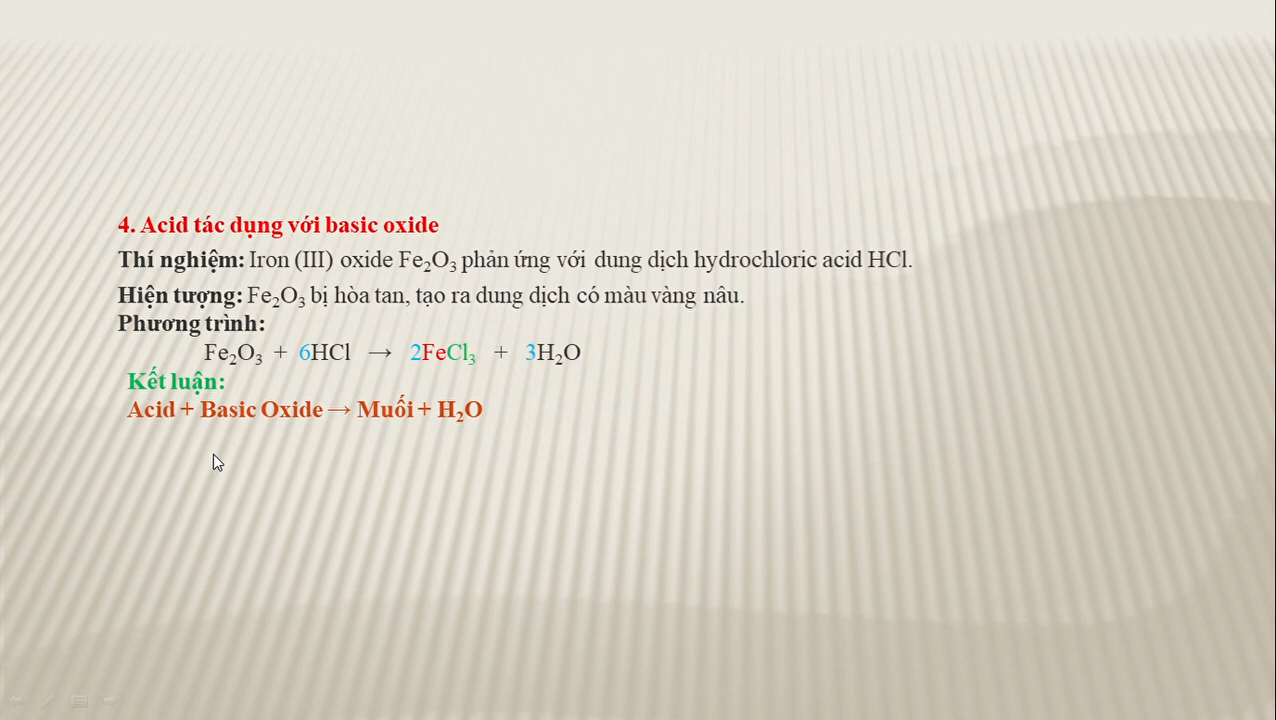 4. Acid tác dụng với basic oxide
Thí nghiệm: Iron (III) oxide Fe₂O₃ phản ứng với dung dịch hydrochloric acid HCl.
Hiện tượng: Fe₂O₃ bị hòa tan, tạo ra dung dịch có màu vàng nâu.
Phương trình:
Fe₂O₃ + 6HCl → 2FeCl₃ + 3H₂O
Kết luận:
Acid + Basic Oxide → Muối + H₂O